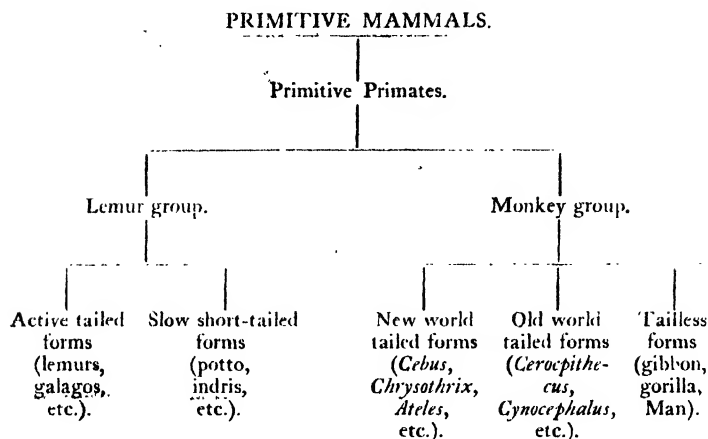 PRIMITIVE MAMMALS.
Primitive Primates.
Lemur group.
Monkey group.
Active tailed
forms
(lemurs,
galagos,
etc.).
Slow short-tailed
forms
(potto,
indris,
etc.).
New world
tailed forms
(Cebus,
Chrysothrix,
Ateles,
etc.).
Old world
tailed forms
(Cerocpithe-
cus,
Cynocephalus,
etc.).
Tailless
forms
(gibbon,
gorilla,
Man).